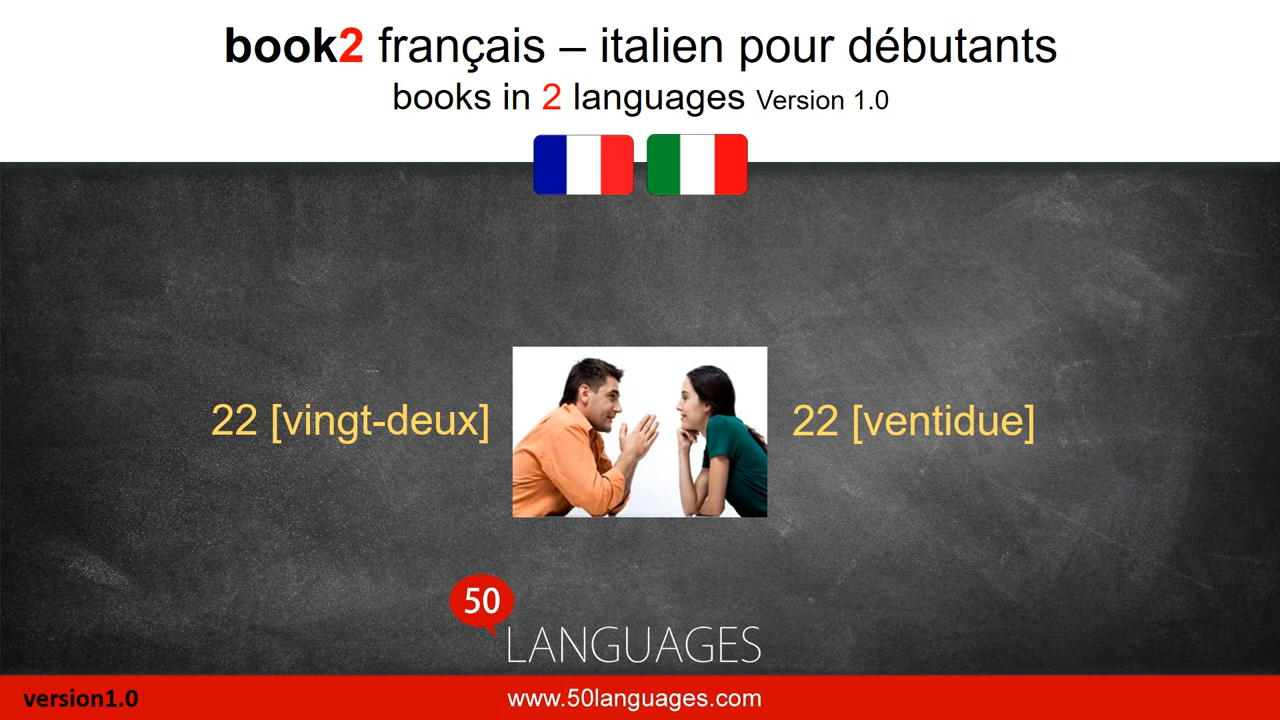 book2 français – italien pour débutants
books in 2 languages Version 1.0
22 [vingt-deux]
22 [ventidue]
50
LANGUAGES
version1.0
www.50languages.com